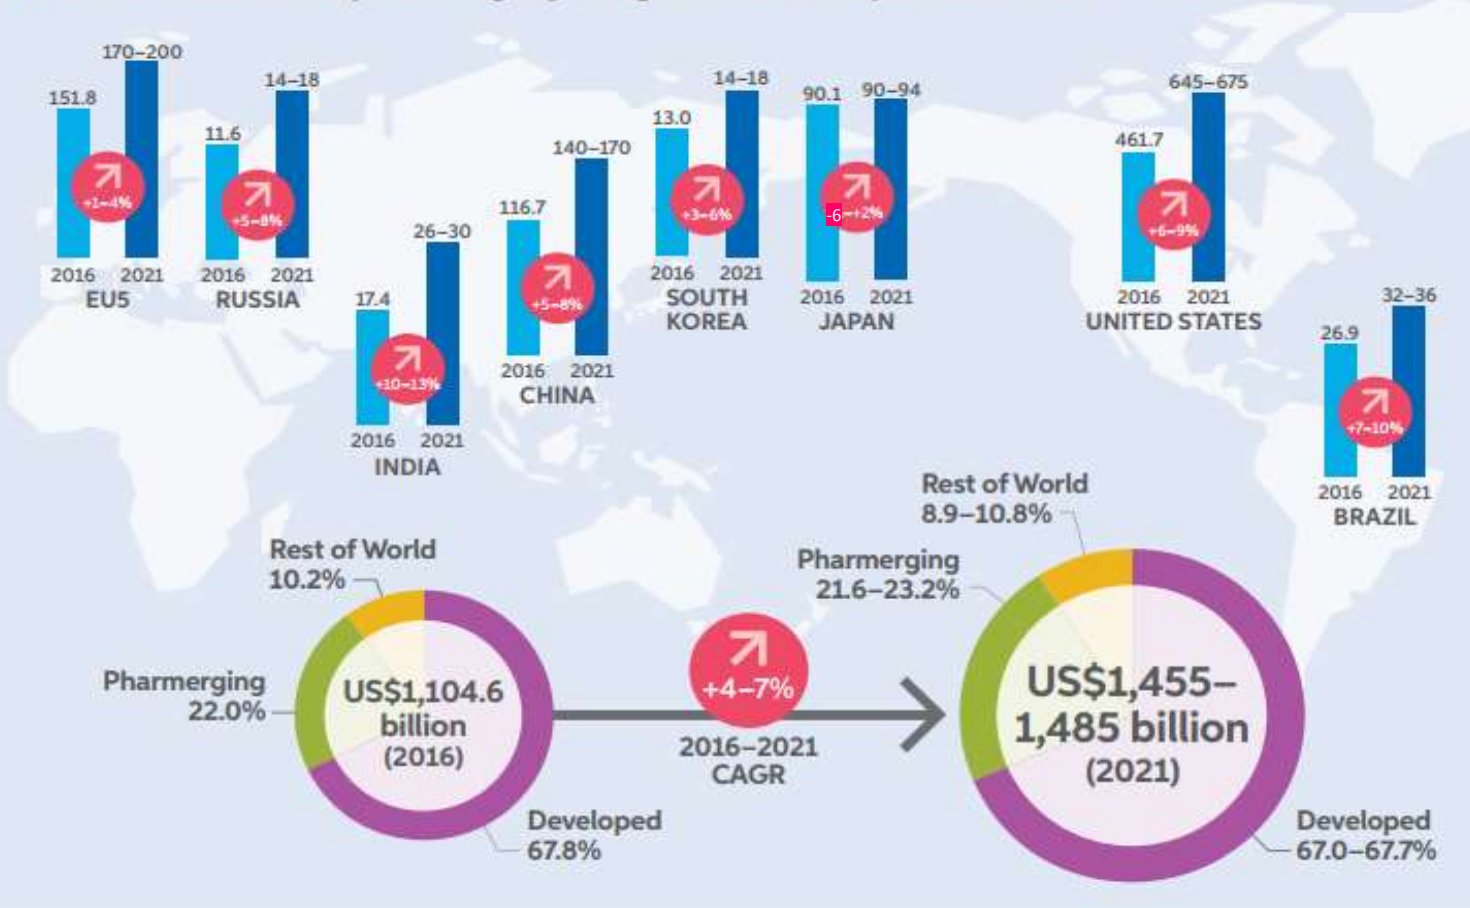 170–200
151.8
+1–4%
2016 2021
EU5
14–18
11.6
+5–8%
2016 2021
RUSSIA
26–30
17.4
+10–13%
2016 2021
INDIA
140–170
116.7
+5–8%
2016 2021
CHINA
14–18
13.0
+3–6%
2016 2021
SOUTH
KOREA
90.1 90–94
-6–+2%
2016 2021
JAPAN
645–675
461.7
+6–9%
2016 2021
UNITED STATES
32–36
26.9
+7–10%
2016 2021
BRAZIL
Rest of World
10.2%
Pharmerging
22.0%
US$1,104.6
billion
(2016)
Developed
67.8%
+4–7%
2016–2021
CAGR
Rest of World
8.9–10.8%
Pharmerging
21.6–23.2%
US$1,455–
1,485 billion
(2021)
Developed
67.0–67.7%